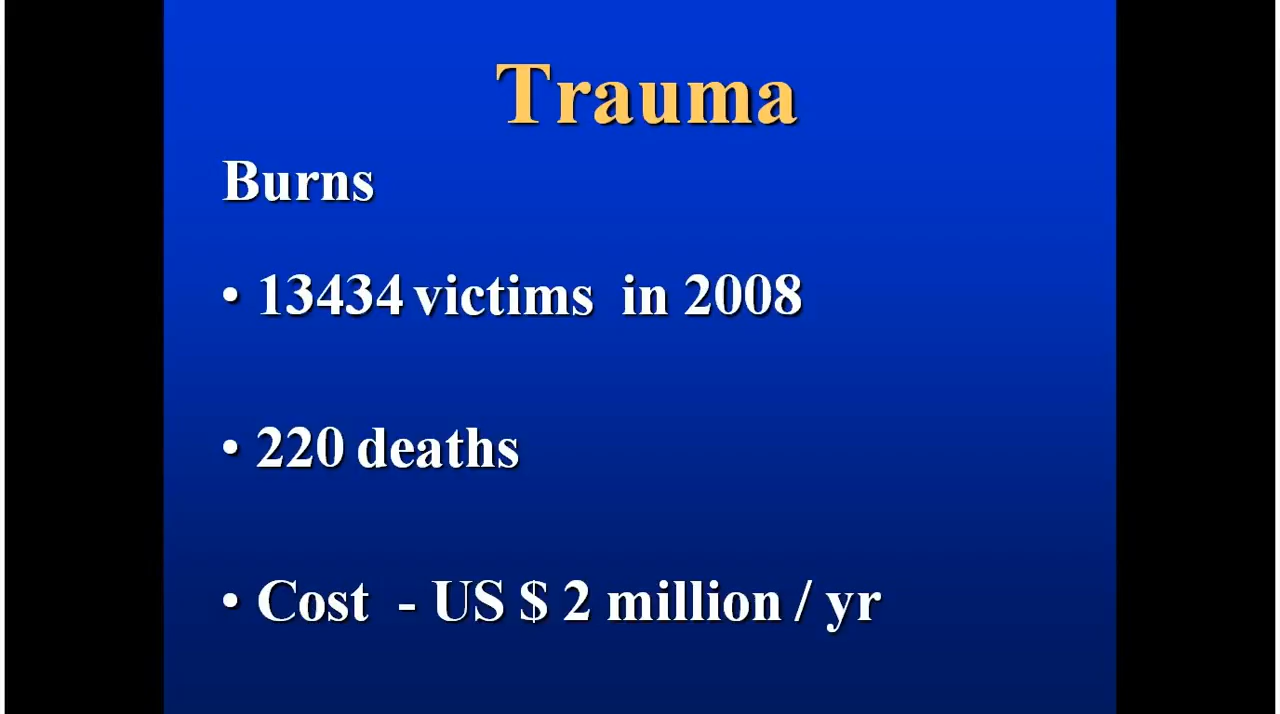 Trauma
Burns
• 13434 victims in 2008
• 220 deaths
• Cost - US $ 2 million / yr